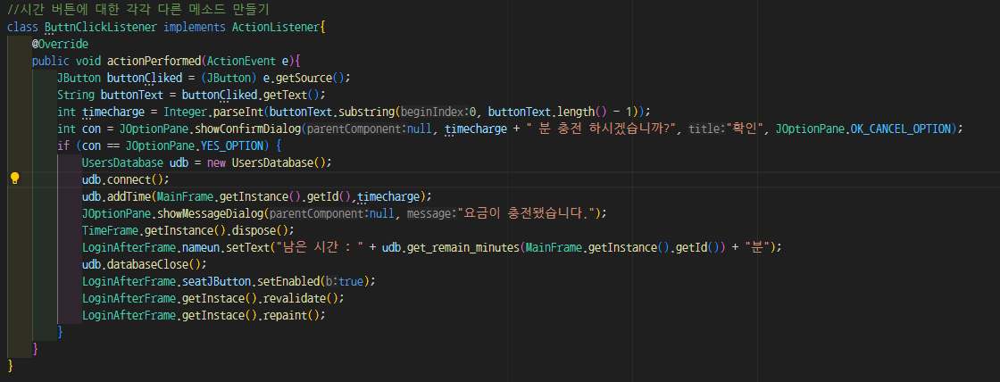 //시간 버튼에 대한 각각 다른 메소드 만들기
class ButtnClickListener implements ActionListener{
@Override
public void actionPerformed(ActionEvent e){
JButton buttonCliked = (JButton) e.getSource();
String buttonText = buttonCliked.getText();
int timecharge = Integer.parseInt(buttonText.substring(beginIndex:0, buttonText.length() - 1));
int con = JOptionPane.showConfirmDialog(parentComponent:null, timecharge + " 분 충전 하시겠습니까?", title:"확인", JOptionPane.OK_CANCEL_OPTION);
if (con == JOptionPane.YES_OPTION) {
UsersDatabase udb = new UsersDatabase();
udb.connect();
udb.addTime(MainFrame.getInstance().getId(),timecharge);
JOptionPane.showMessageDialog(parentComponent:null, message:"요금이 충전됐습니다.");
TimeFrame.getInstance().dispose();
LoginAfterFrame.nameun.setText("남은 시간 : " + udb.get_remain_minutes(MainFrame.getInstance().getId()) + "분");
udb.databaseClose();
LoginAfterFrame.seatJButton.setEnabled(b:true);
LoginAfterFrame.getInstace().revalidate();
LoginAfterFrame.getInstace().repaint();
}
}
}